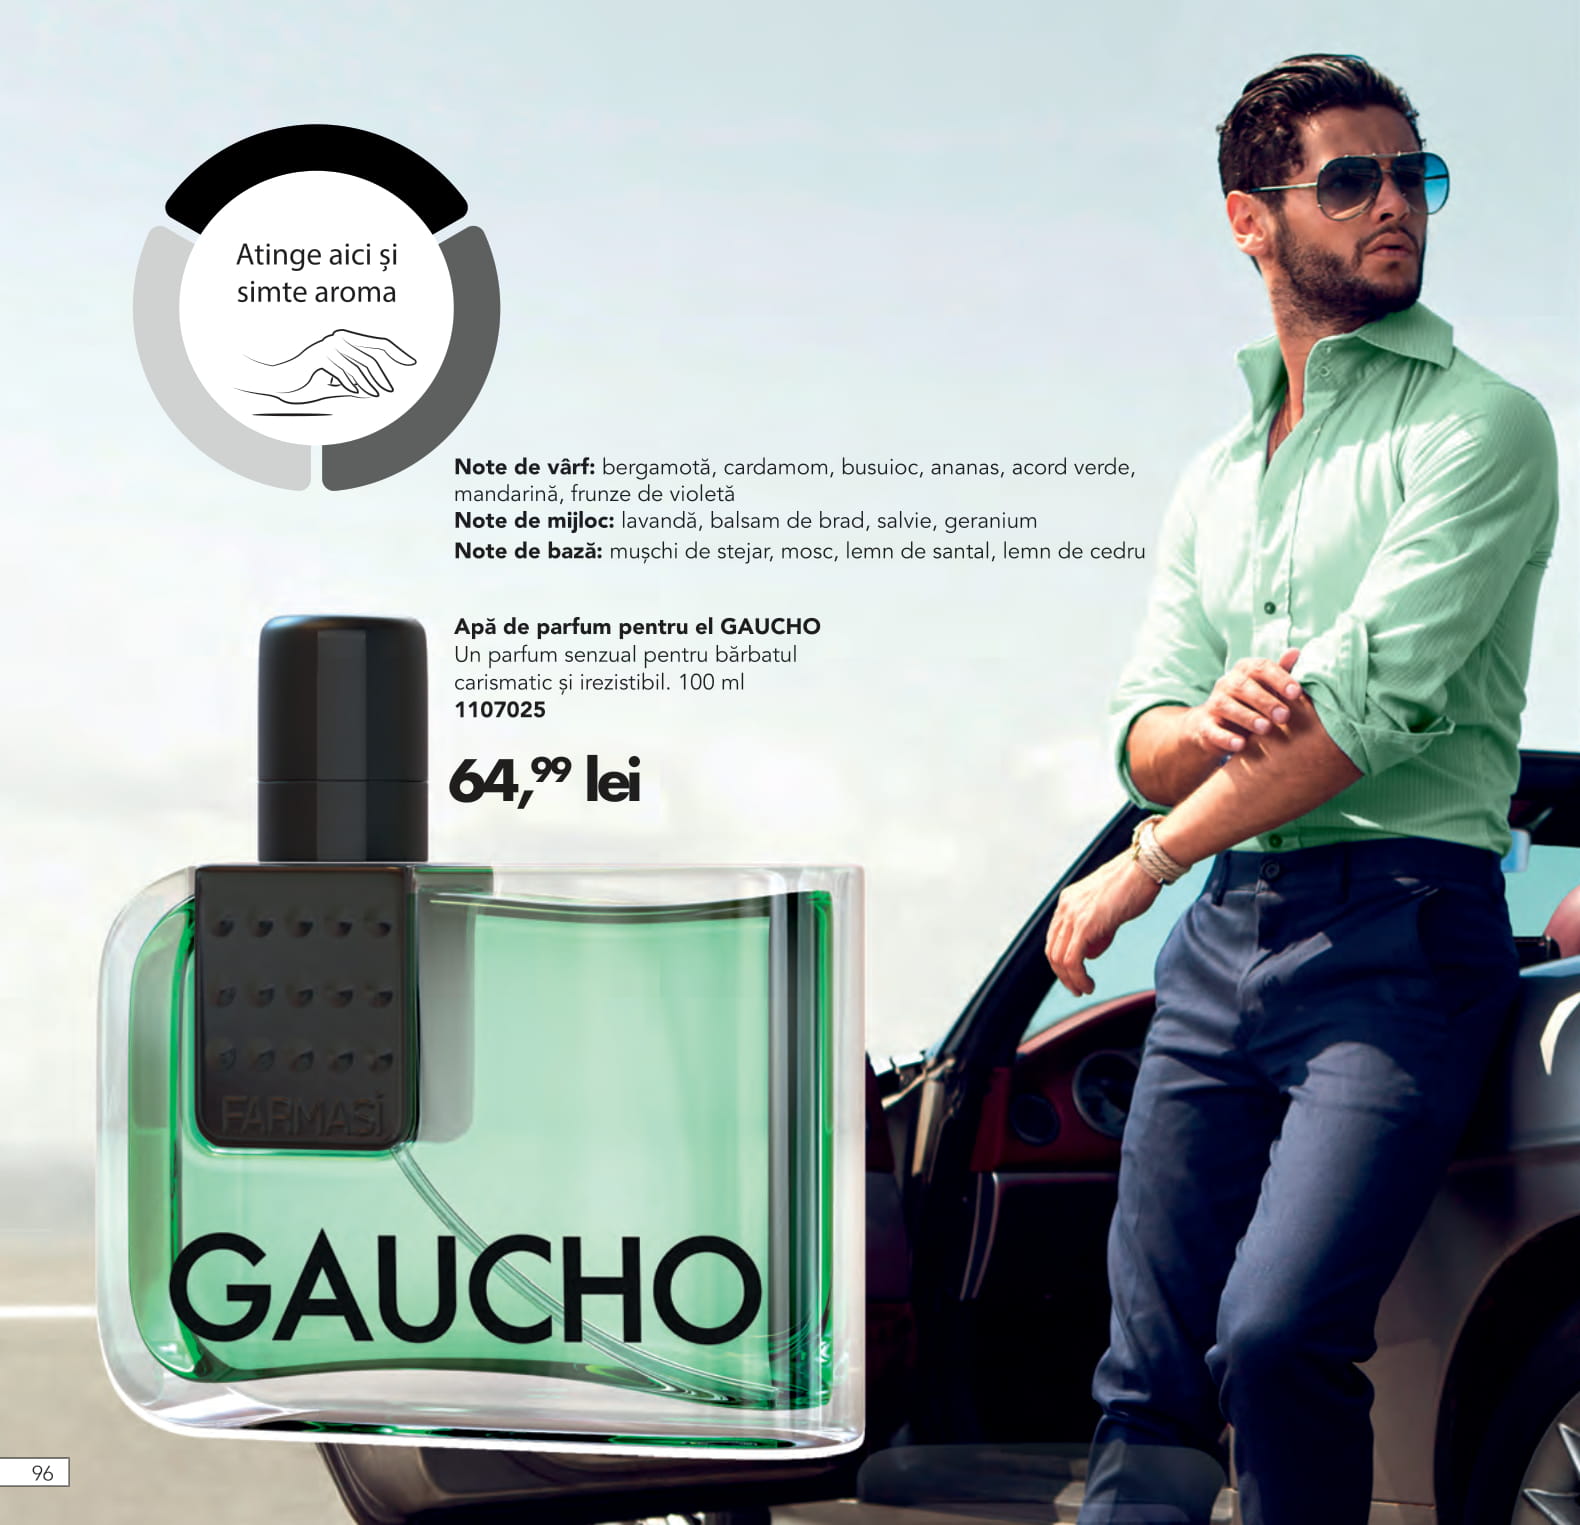 Atinge aici și
simte aroma
Note de vârf: bergamotă, cardamom, busuioc, ananas, acord verde,
mandarină, frunze de violetă
Note de mijloc: lavandă, balsam de brad, salvie, geranium
Note de bază: mușchi de stejar, mosc, lemn de santal, lemn de cedru
Apă de parfum pentru el GAUCHO
Un parfum senzual pentru bărbatul
carismatic și irezistibil. 100 ml
1107025
64,99 lei
FARMASi
GAUCHO
96